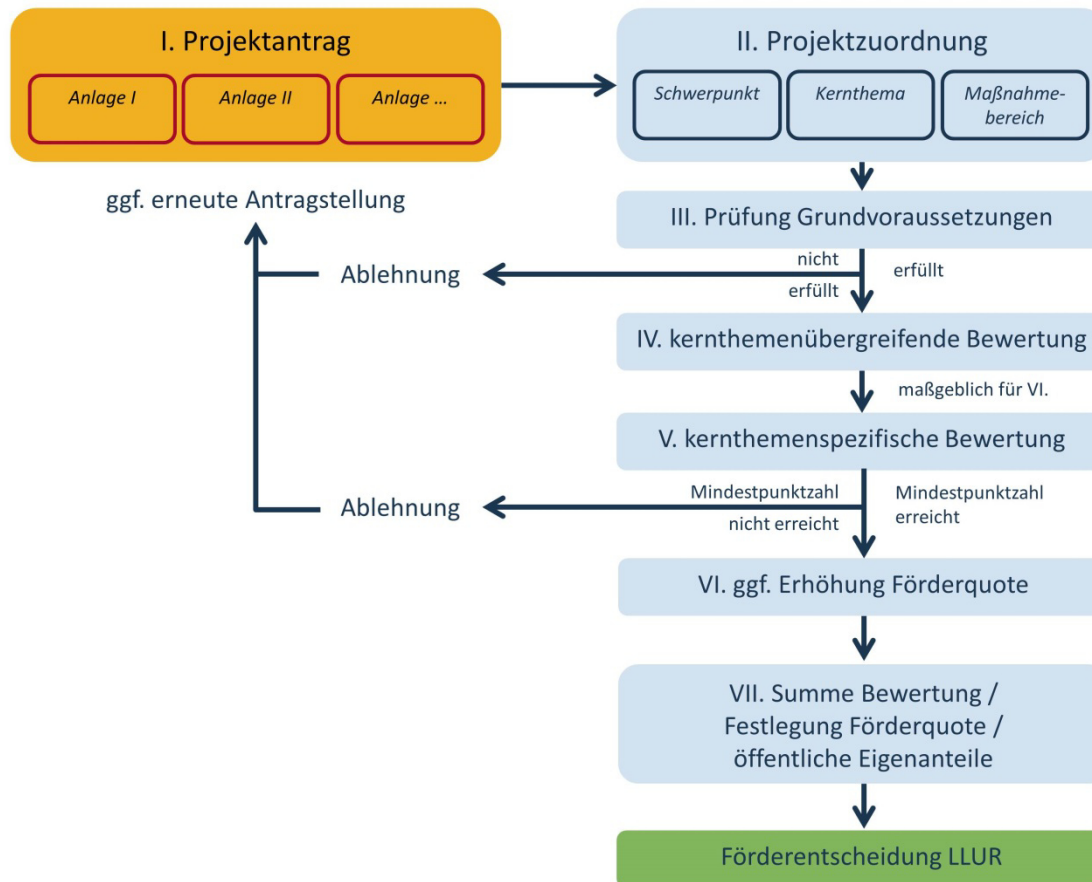 I. Projektantrag
Anlage I
Anlage II
Anlage ...
II. Projektzuordnung
Schwerpunkt
Kernthema
Maßnahme-
bereich
ggf. erneute Antragstellung
III. Prüfung Grundvoraussetzungen
Ablehnung
nicht
erfüllt
erfüllt
IV. kernthemenübergreifende Bewertung
maßgeblich für VI.
V. kernthemenspezifische Bewertung
Ablehnung
Mindestpunktzahl
nicht erreicht
Mindestpunktzahl
erreicht
VI. ggf. Erhöhung Förderquote
VII. Summe Bewertung /
Festlegung Förderquote /
öffentliche Eigenanteile
Förderentscheidung LLUR